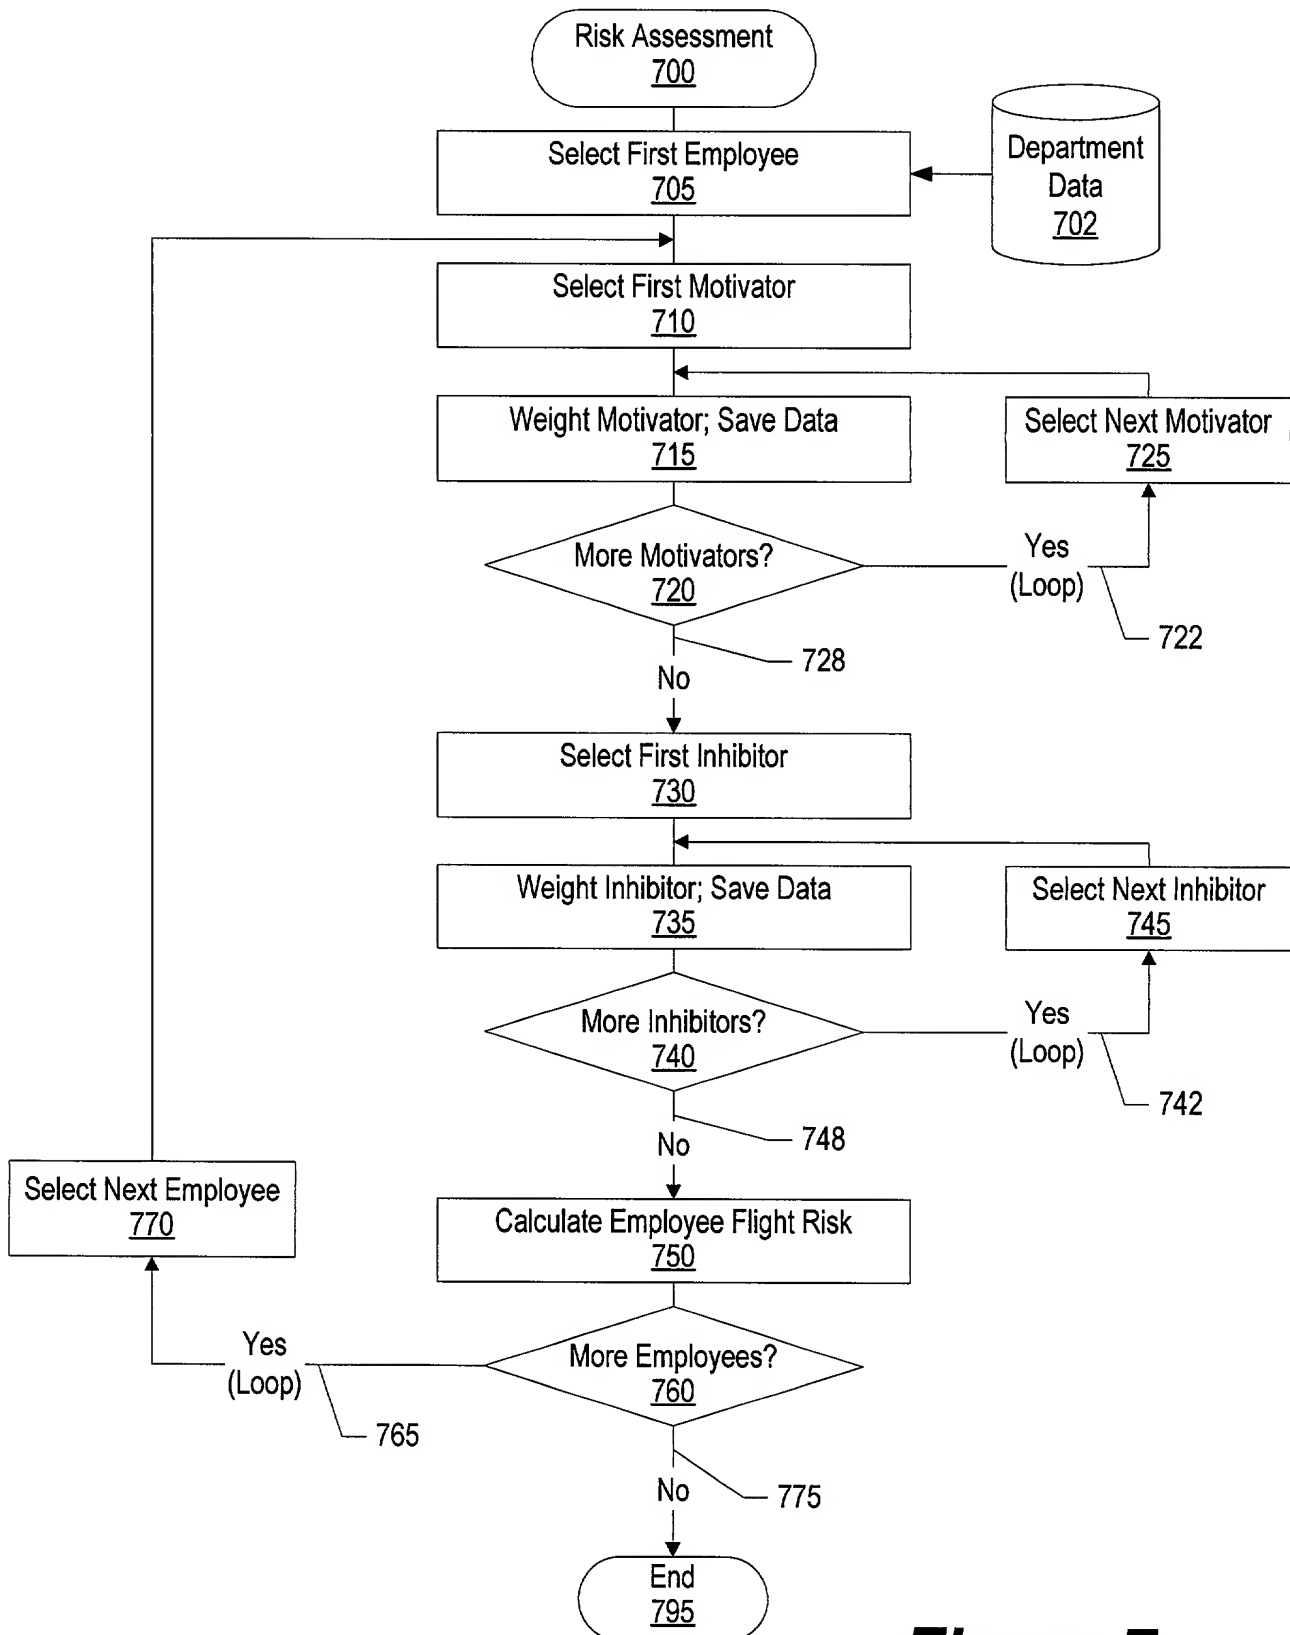 Risk Assessment
700
Select First Employee
705
Department
Data
702
Select First Motivator
710
Weight Motivator; Save Data
715
Select Next Motivator
725
More Motivators?
720
Yes
(Loop)
722
728
No
Select First Inhibitor
730
Weight Inhibitor; Save Data
735
Select Next Inhibitor
745
More Inhibitors?
740
Yes
(Loop)
742
748
No
Select Next Employee
770
Calculate Employee Flight Risk
750
More Employees?
760
Yes
(Loop)
765
775
No
End
795